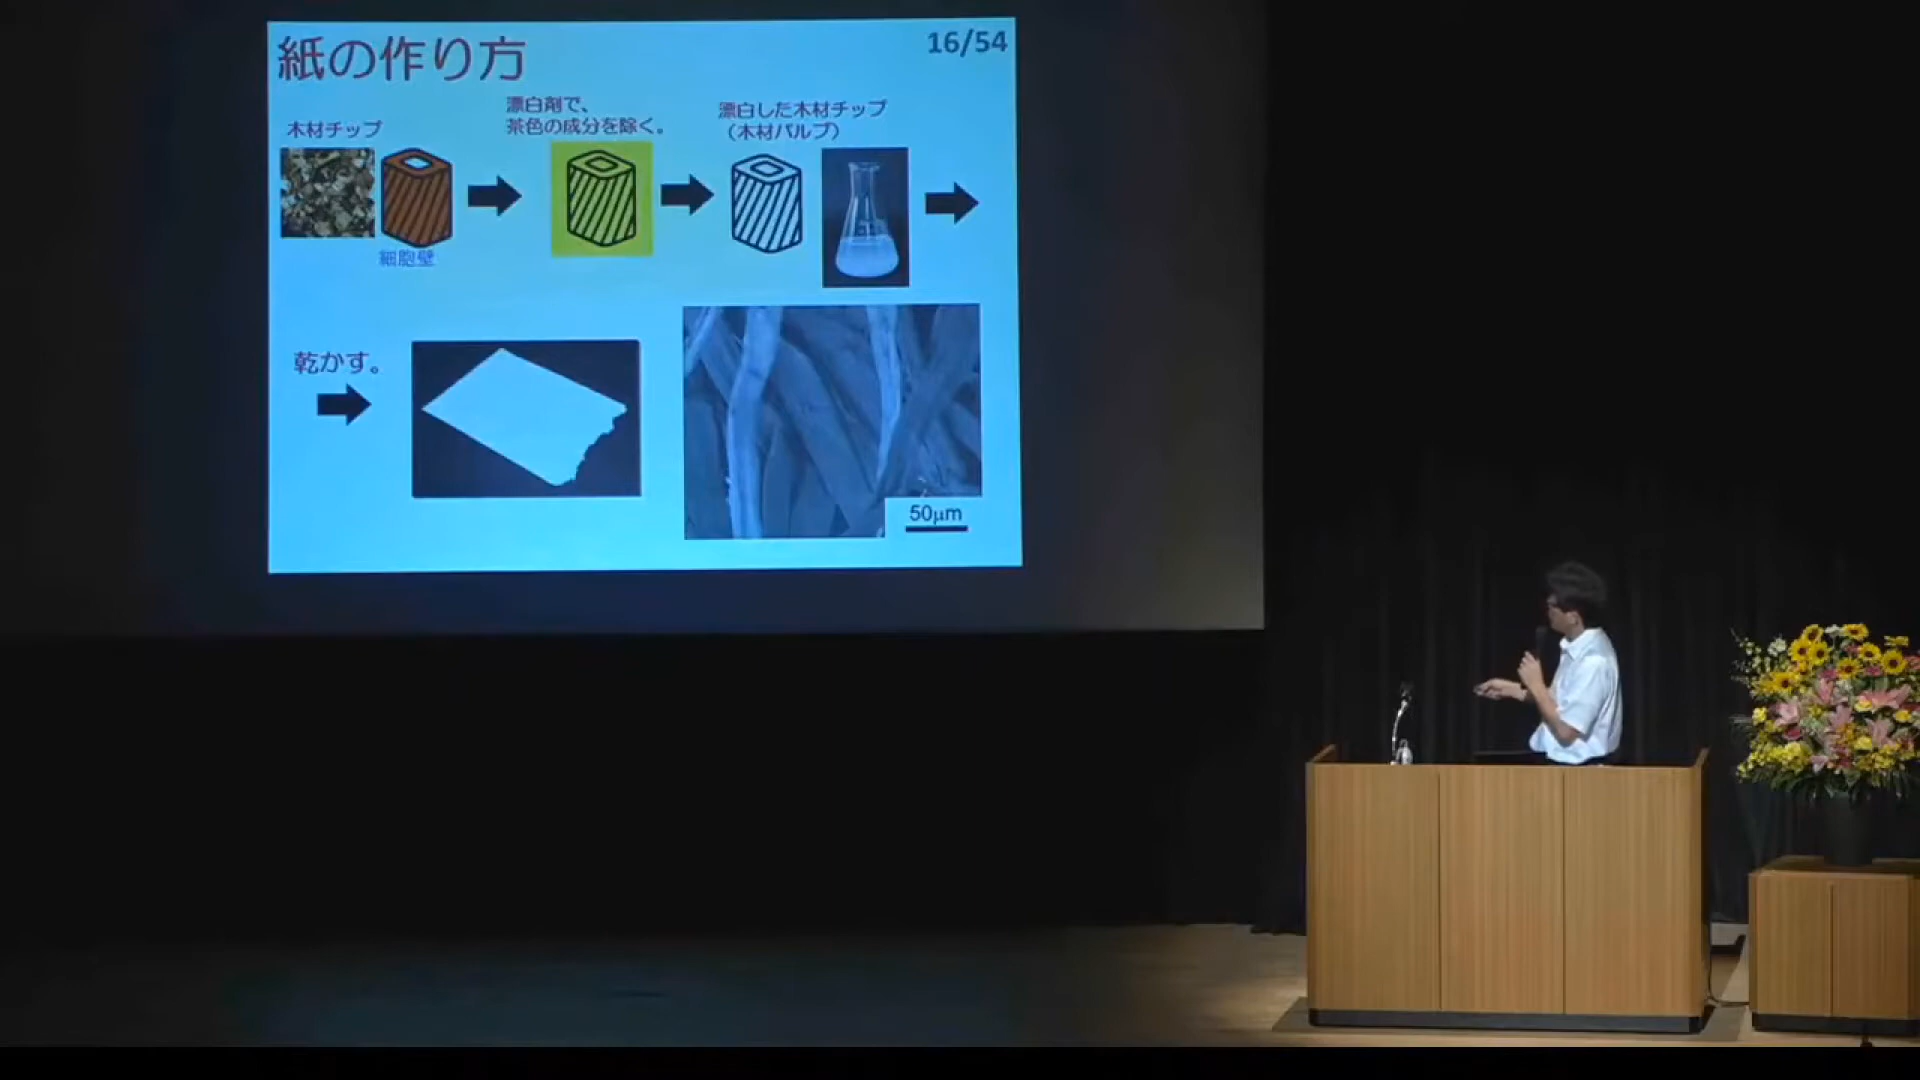 紙の作り方
16/54
木材チップ
漂白剤で、
茶色の成分を除く。
漂白した木材チップ
（木材パルプ）
細胞壁
乾かす。
50μm